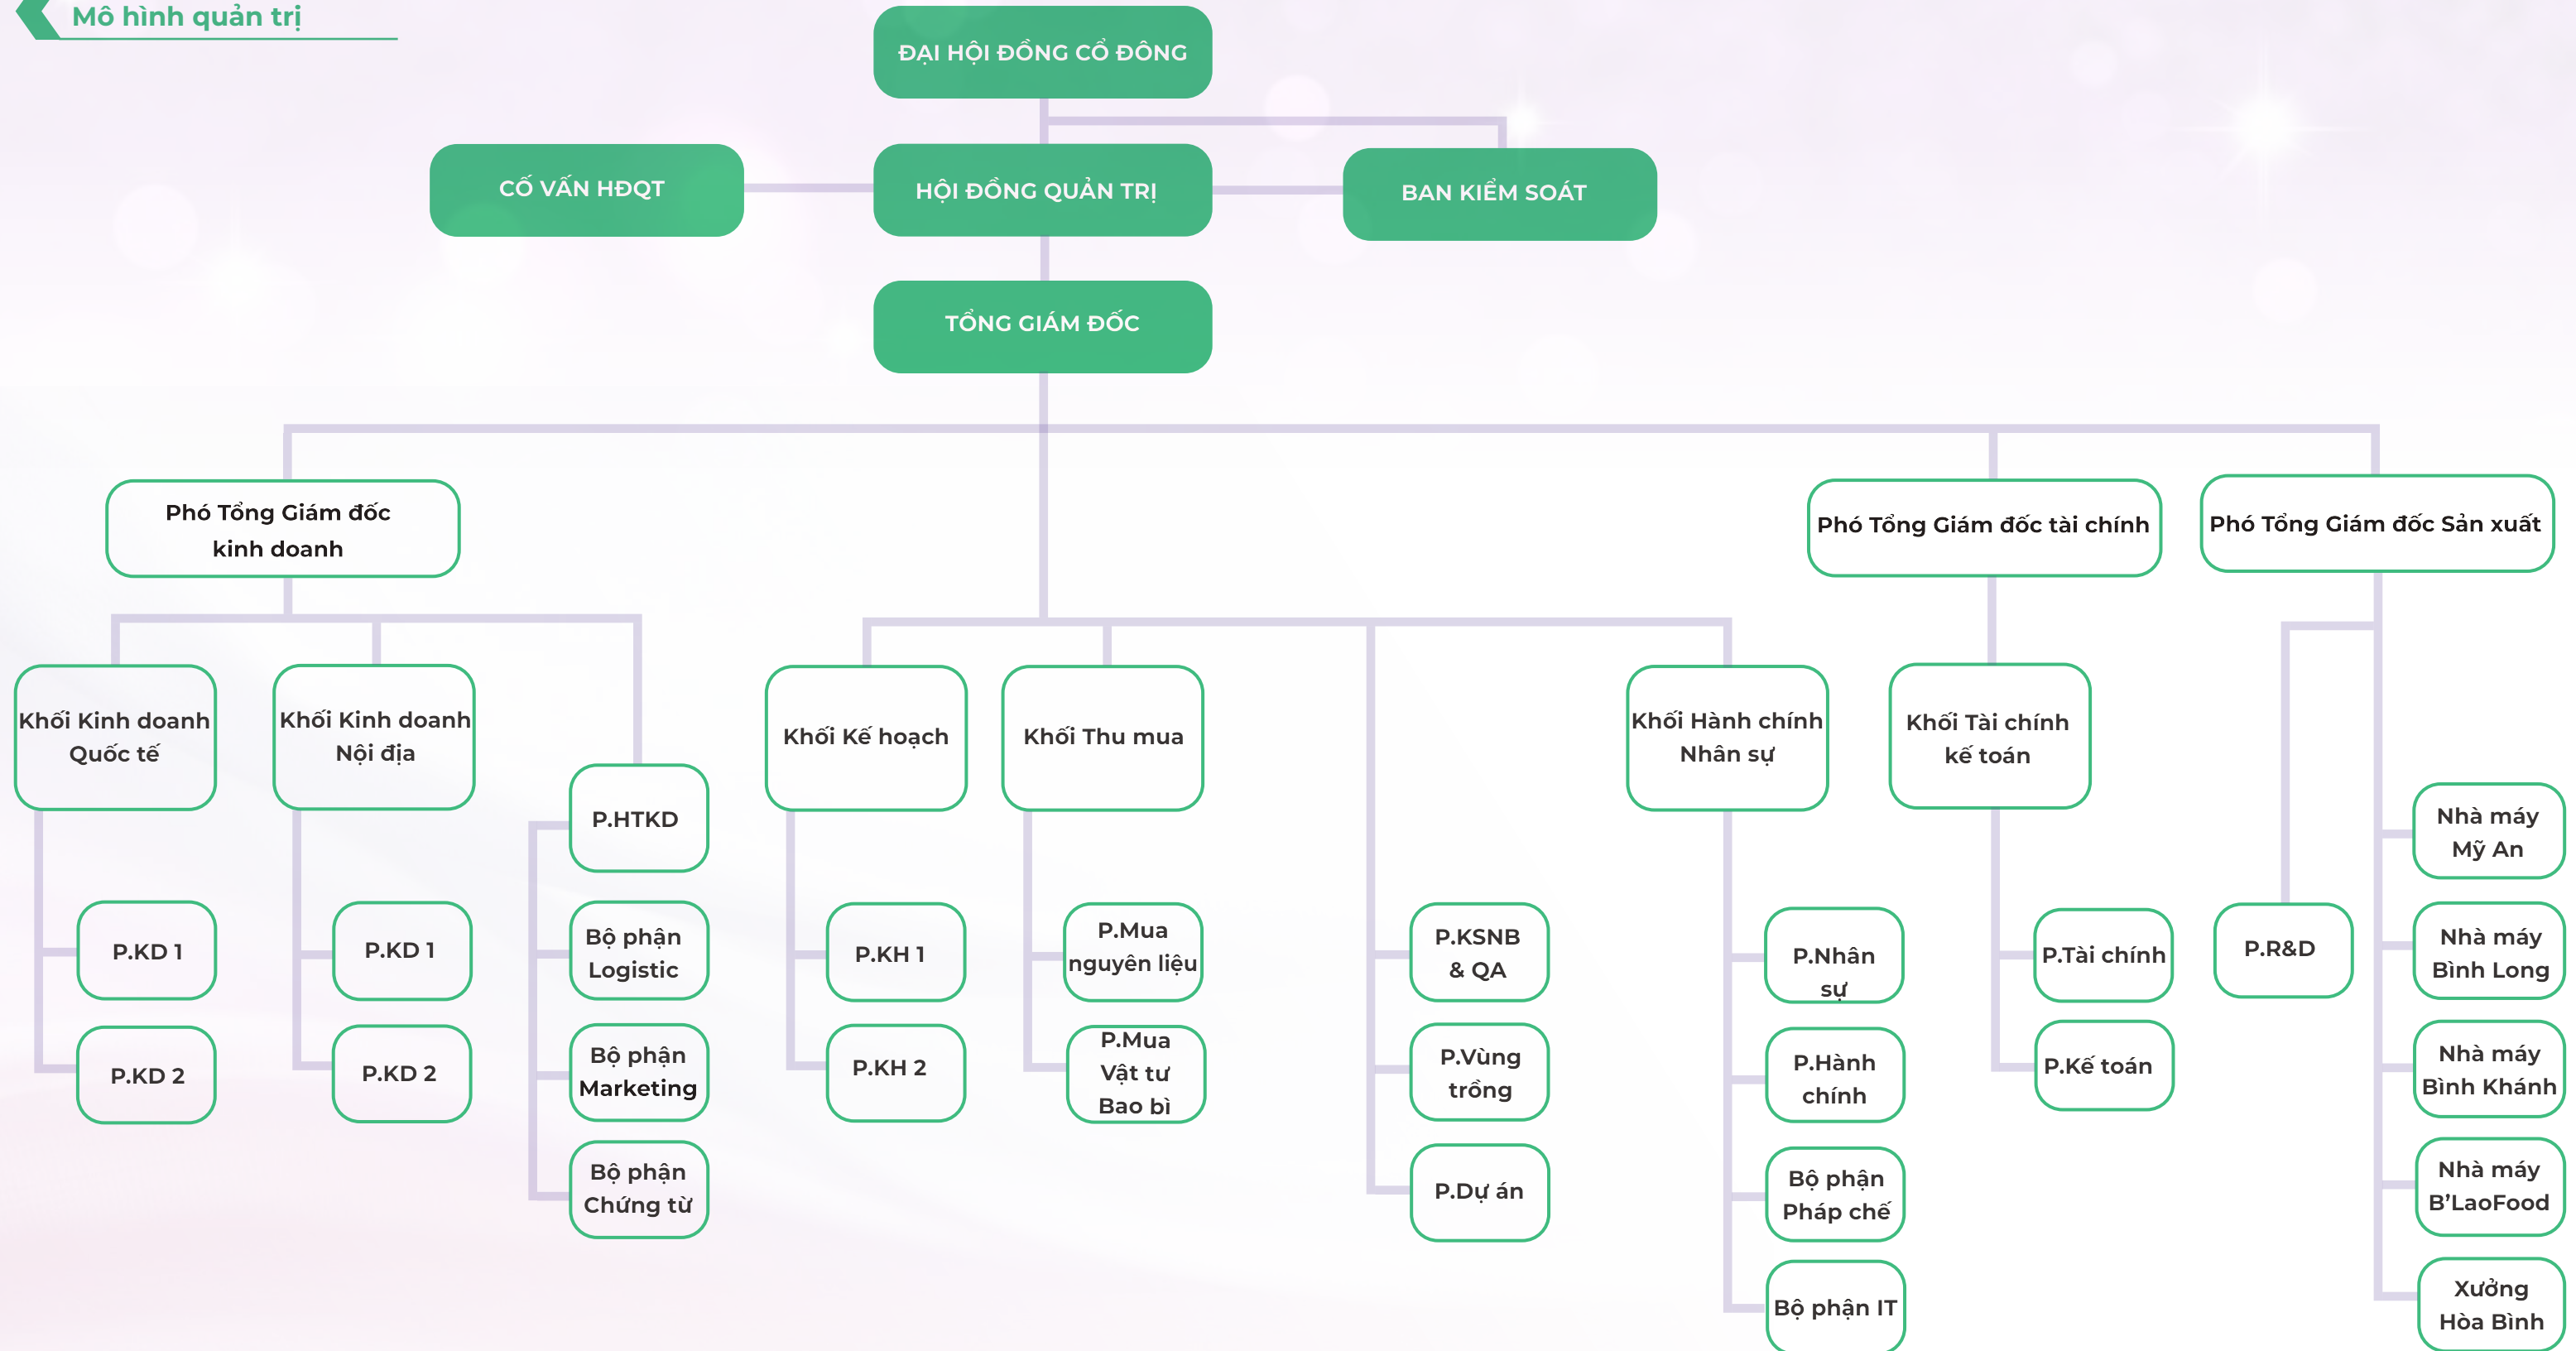 Mô hình quản trị
ĐẠI HỘI ĐỒNG CỔ ĐÔNG
CỐ VẤN HĐQT
HỘI ĐỒNG QUẢN TRỊ
BAN KIỂM SOÁT
TỔNG GIÁM ĐỐC
Phó Tổng Giám đốc
kinh doanh
Phó Tổng Giám đốc tài chính
Phó Tổng Giám đốc Sản xuất
Khối Kinh doanh
Quốc tế
Khối Kinh doanh
Nội địa
P.HTKD
Khối Kế hoạch
Khối Thu mua
Khối Hành chính
Nhân sự
Khối Tài chính
kế toán
P.KD 1
P.KD 2
P.KD 1
P.KD 2
Bộ phận
Logistic
Bộ phận
Marketing
Bộ phận
Chứng từ
P.KH 1
P.KH 2
P.Mua
nguyên liệu
P.Mua
Vật tư
Bao bì
P.KSNB
& QA
P.Vùng
trồng
P.Dự án
P.Nhân
sự
P.Hành
chính
Bộ phận
Pháp chế
Bộ phận IT
P.Tài chính
P.Kế toán
P.R&D
Nhà máy
Mỹ An
Nhà máy
Bình Long
Nhà máy
Bình Khánh
Nhà máy
B’LaoFood
Xưởng
Hòa Bình